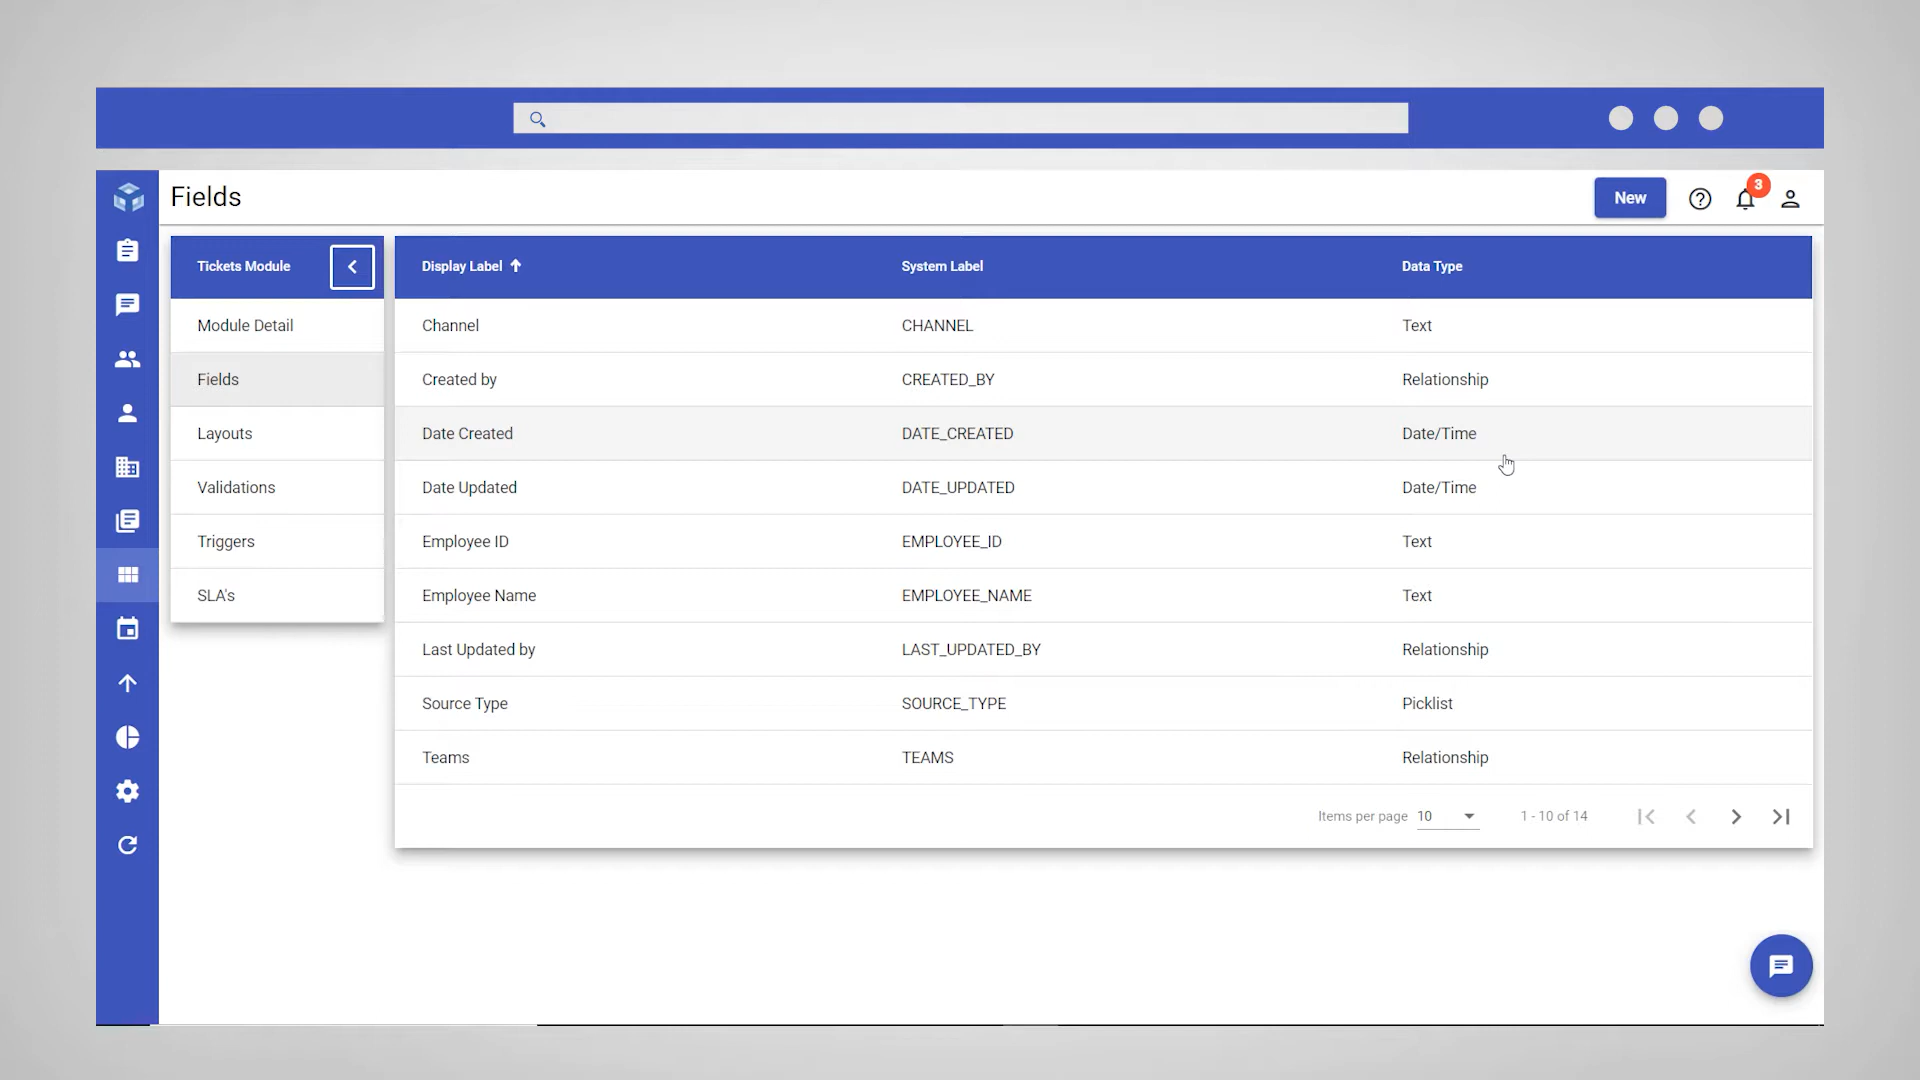 Fields
New
3
Tickets Module
Display Label
System Label
Data Type
Module Detail
Channel
CHANNEL
Text
Fields
Created by
CREATED_BY
Relationship
Layouts
Date Created
DATE_CREATED
Date/Time
Validations
Date Updated
DATE_UPDATED
Date/Time
Triggers
Employee ID
EMPLOYEE_ID
Text
SLA's
Employee Name
EMPLOYEE_NAME
Text
Last Updated by
LAST_UPDATED_BY
Relationship
Source Type
SOURCE_TYPE
Picklist
Teams
TEAMS
Relationship
Items per page 10
1 - 10 of 14